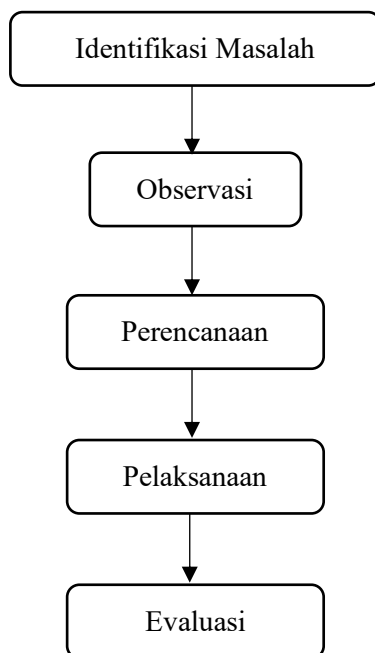 Identifikasi Masalah
Observasi
Perencanaan
Pelaksanaan
Evaluasi